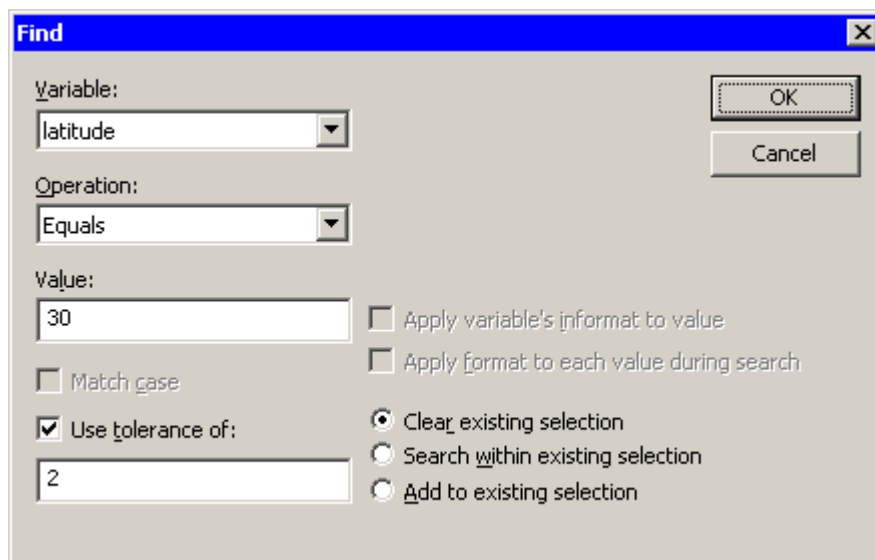 Find
Variable:
latitude
OK
Cancel
Operation:
Equals
Value:
30
Apply variable's informat to value
Apply format to each value during search
Match case
Use tolerance of:
2
Clear existing selection
Search within existing selection
Add to existing selection